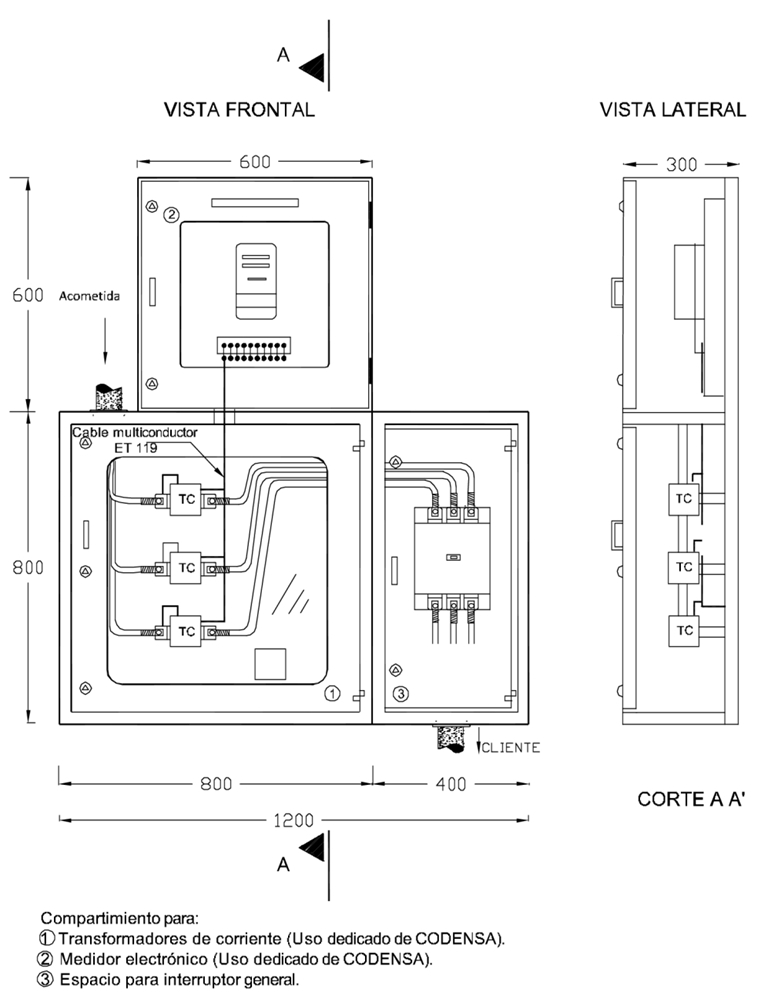 A
VISTA FRONTAL
VISTA LATERAL
600
300
2
600
Acometida
Cable multiconductor
ET 119
TC
TC
TC
TC
TC
TC
800
1
3
CLIENTE
800
400
CORTE A A'
1200
A
Compartimiento para:
1 Transformadores de corriente (Uso dedicado de CODENSA).
2 Medidor electrónico (Uso dedicado de CODENSA).
3 Espacio para interruptor general.